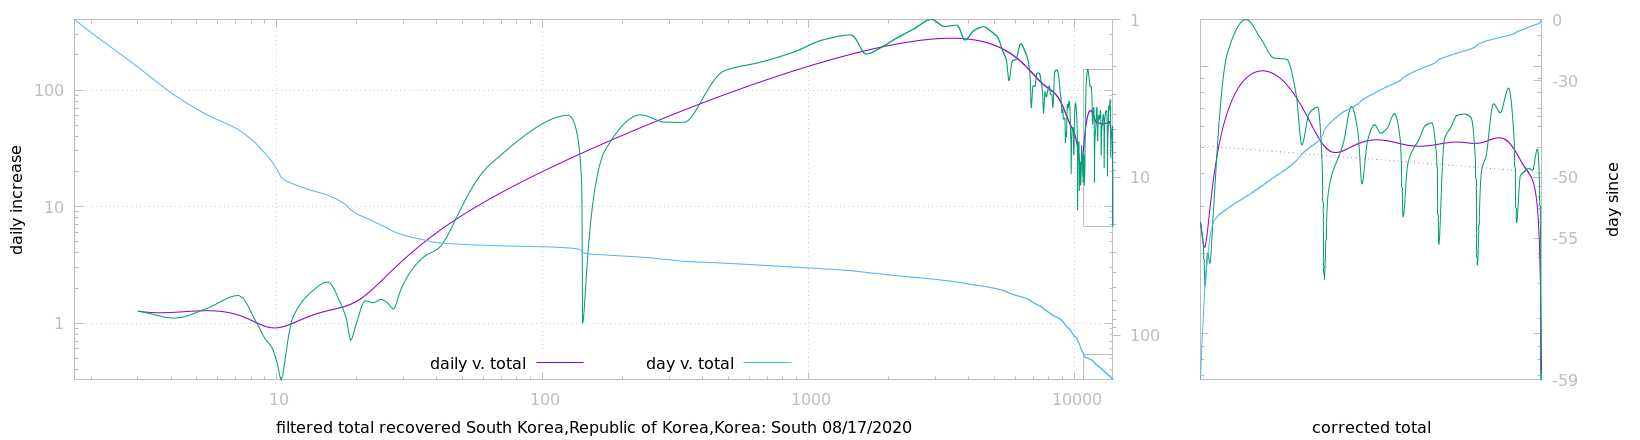 1
0
100
-30
10
-50
10
-55
1
100
-59
daily increase
day since
daily v. total
day v. total
10
100
1000
10000
filtered total recovered South Korea,Republic of Korea,Korea: South 08/17/2020
corrected total